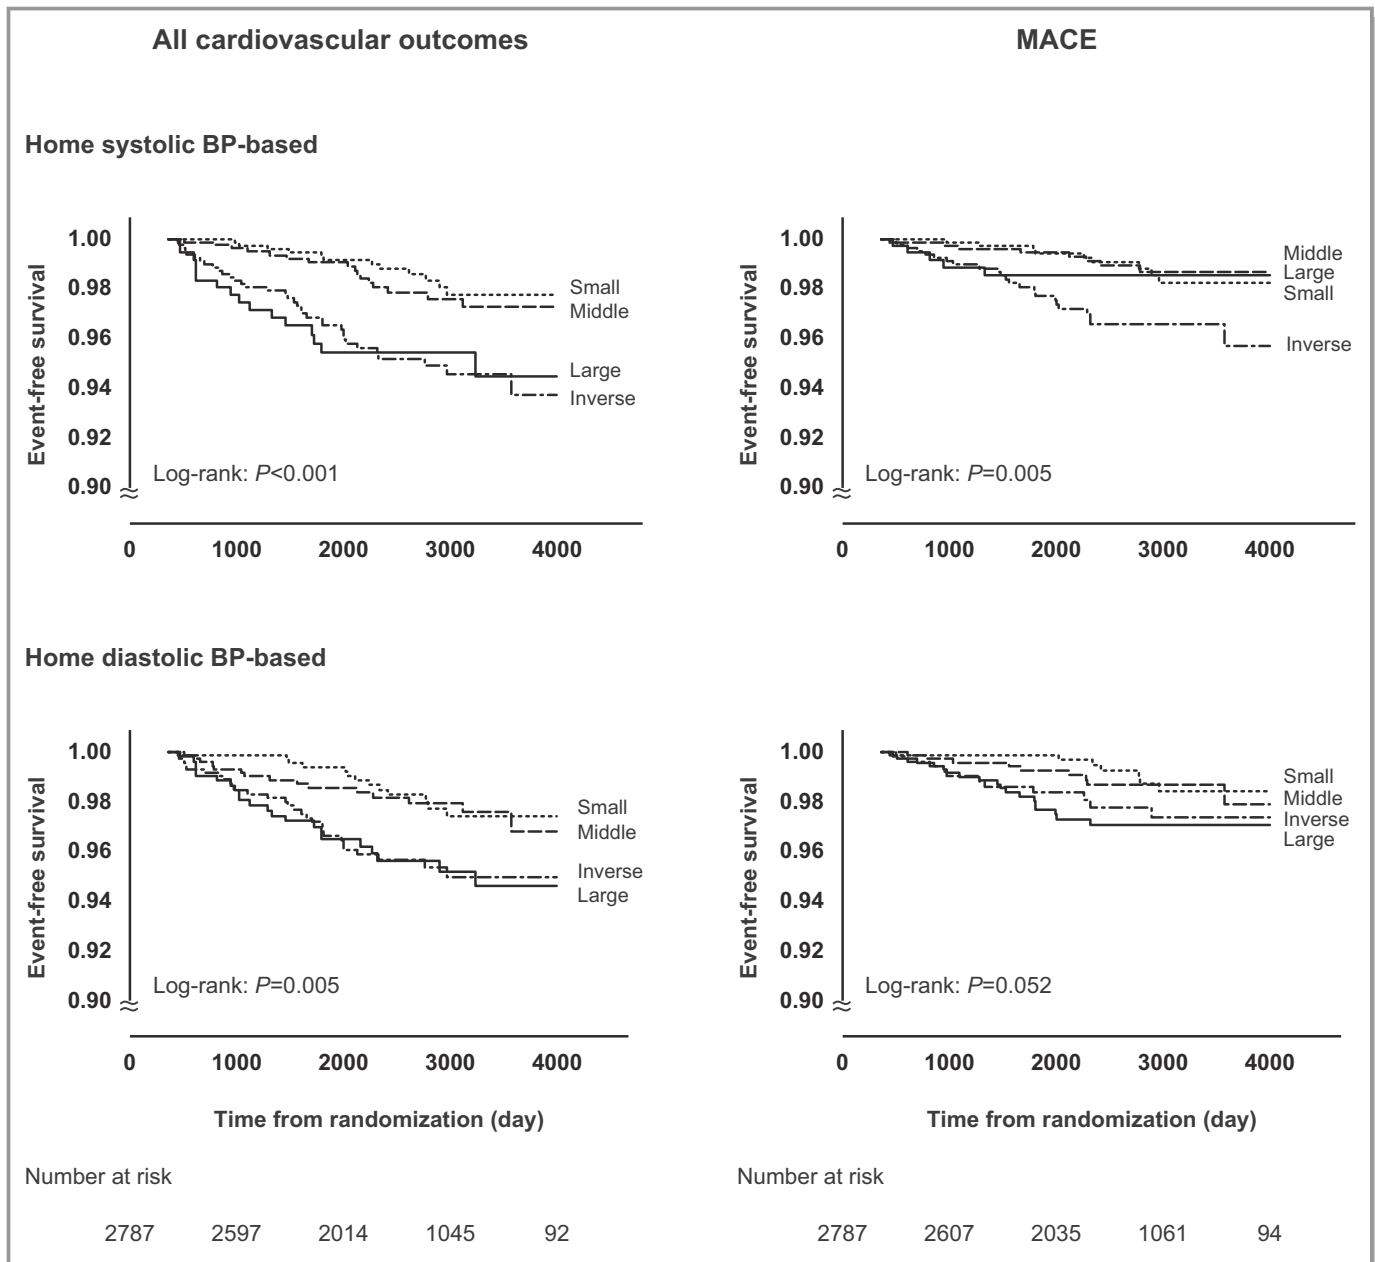 All cardiovascular outcomes
MACE
Home systolic BP-based
Event-free survival
1.00
0.98
0.96
0.94
0.92
0.90
Small
Middle
Large
Inverse
Log-rank: P<0.001
0 1000 2000 3000 4000
Event-free survival
1.00
0.98
0.96
0.94
0.92
0.90
Middle
Large
Small
Inverse
Log-rank: P=0.005
0 1000 2000 3000 4000
Home diastolic BP-based
Event-free survival
1.00
0.98
0.96
0.94
0.92
0.90
Small
Middle
Inverse
Large
Log-rank: P=0.005
0 1000 2000 3000 4000
Time from randomization (day)
Event-free survival
1.00
0.98
0.96
0.94
0.92
0.90
Small
Middle
Inverse
Large
Log-rank: P=0.052
0 1000 2000 3000 4000
Time from randomization (day)
Number at risk
2787 2597 2014 1045 92
Number at risk
2787 2607 2035 1061 94